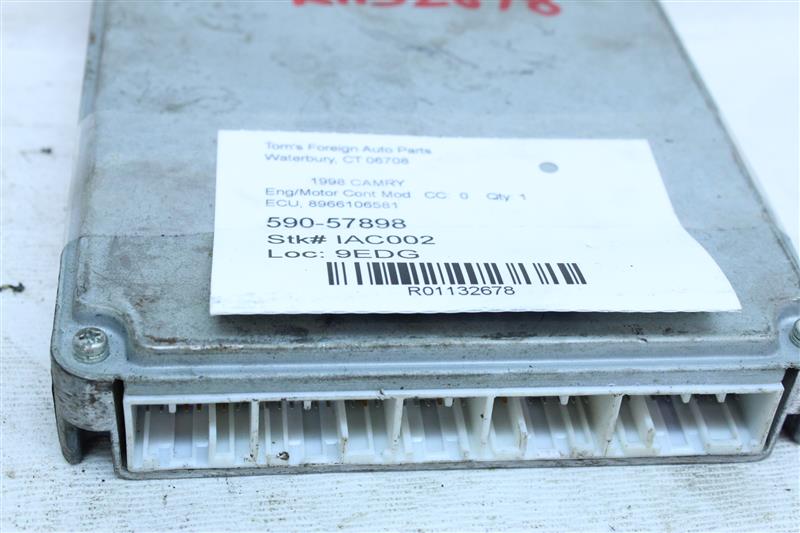 R01132678
Tom's Foreign Auto Parts
Waterbury, CT 06708
1998 CAMRY
Eng/Motor Cont Mod CC: 0 Qty: 1
ECU, 8966106581
590-57898
Stk# IAC002
Loc: 9EDG
R01132678